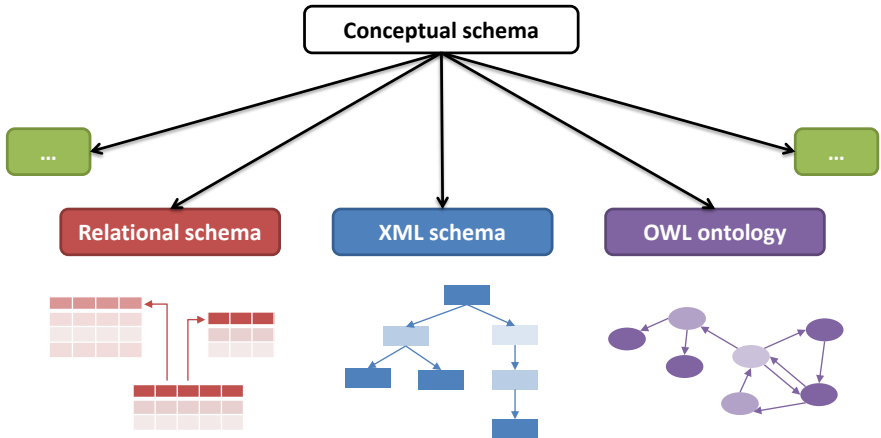 Conceptual schema
...
...
Relational schema
XML schema
OWL ontology